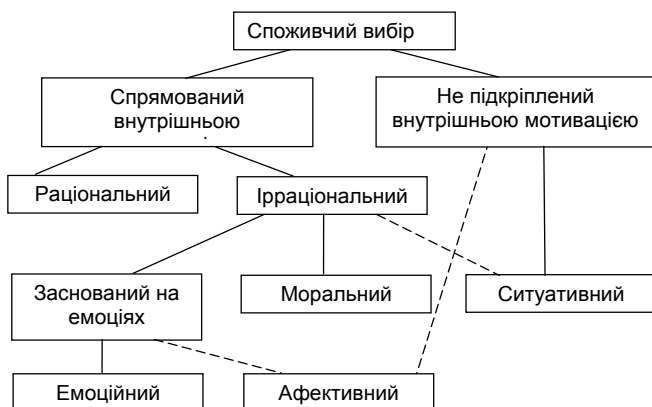 Споживчий вибір
Спрямований
внутрішньою
Не підкріплений
внутрішньою мотивацією
Раціональний
Ірраціональний
Заснований на
емоціях
Моральний
Ситуативний
Емоційний
Афективний